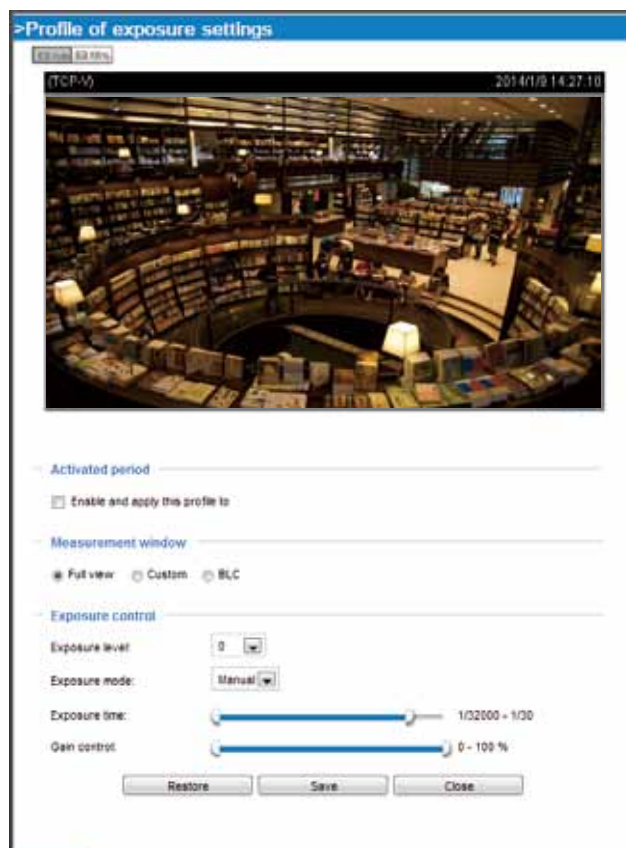 >Profile of exposure settings
(TCP-V) 2014/1/9 14:27:10
Activated period
Enable and apply this profile to
Measurement window
Full view Custom BLC
Exposure control
Exposure level: 0
Exposure mode: Manual
Exposure time: 1/32000 - 1/30
Gain control: 0 - 100 %
Restore Save Close